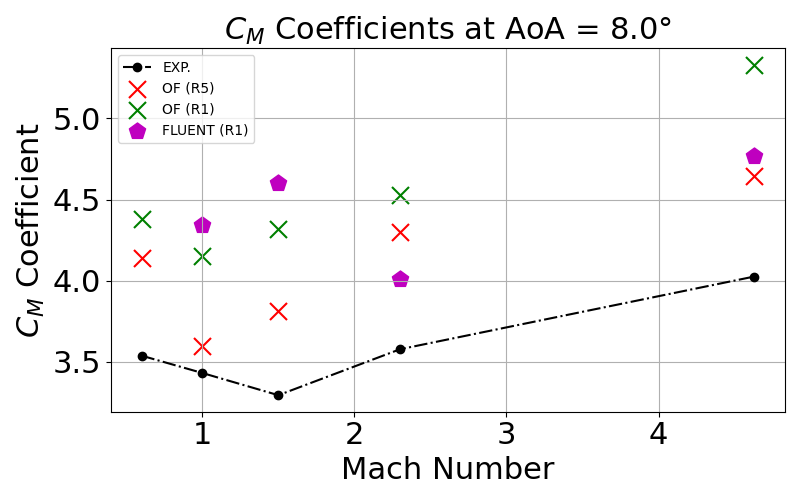 C_M Coefficients at AoA = 8.0°
EXP.
OF (R5)
OF (R1)
FLUENT (R1)
C_M Coefficient
5.0
4.5
4.0
3.5
1 2 3 4
Mach Number